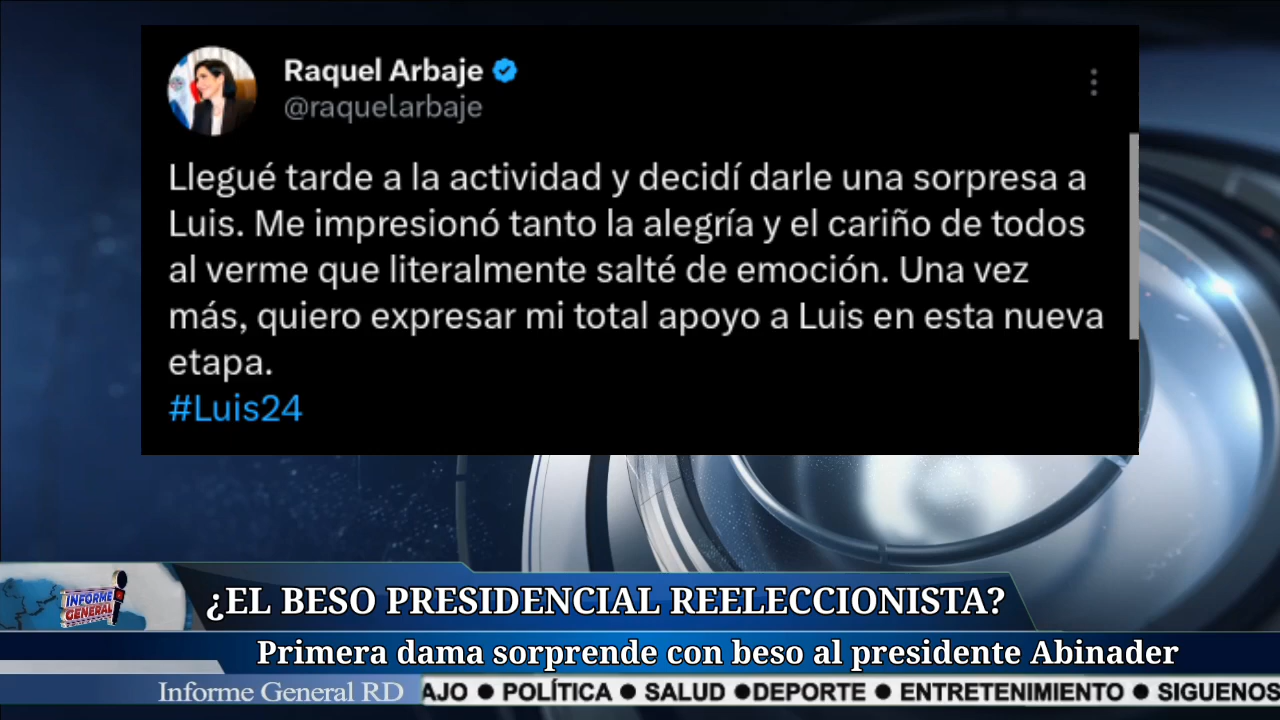 Raquel Arbaje
@raquelarbaje
Llegué tarde a la actividad y decidí darle una sorpresa a
Luis. Me impresionó tanto la alegría y el cariño de todos
al verme que literalmente salté de emoción. Una vez
más, quiero expresar mi total apoyo a Luis en esta nueva
etapa.
#Luis24
INFORME
GENERAL
¿EL BESO PRESIDENCIAL REELECCIONISTA?
Primera dama sorprende con beso al presidente Abinader
Informe General RD
AJO ● POLÍTICA ● SALUD ●DEPORTE ● ENTRETENIMIENTO ● SIGUENOS